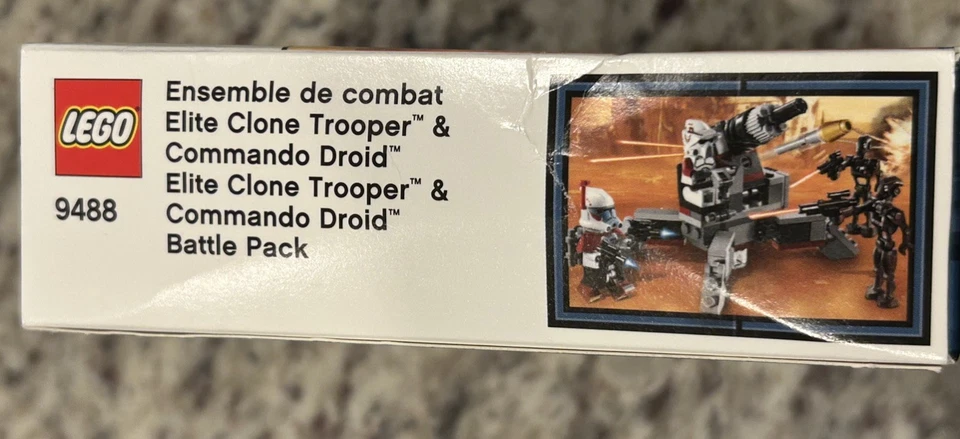 LEGO
9488
Ensemble de combat
Elite Clone Trooper™ &
Commando Droid™
Elite Clone Trooper™ &
Commando Droid™
Battle Pack